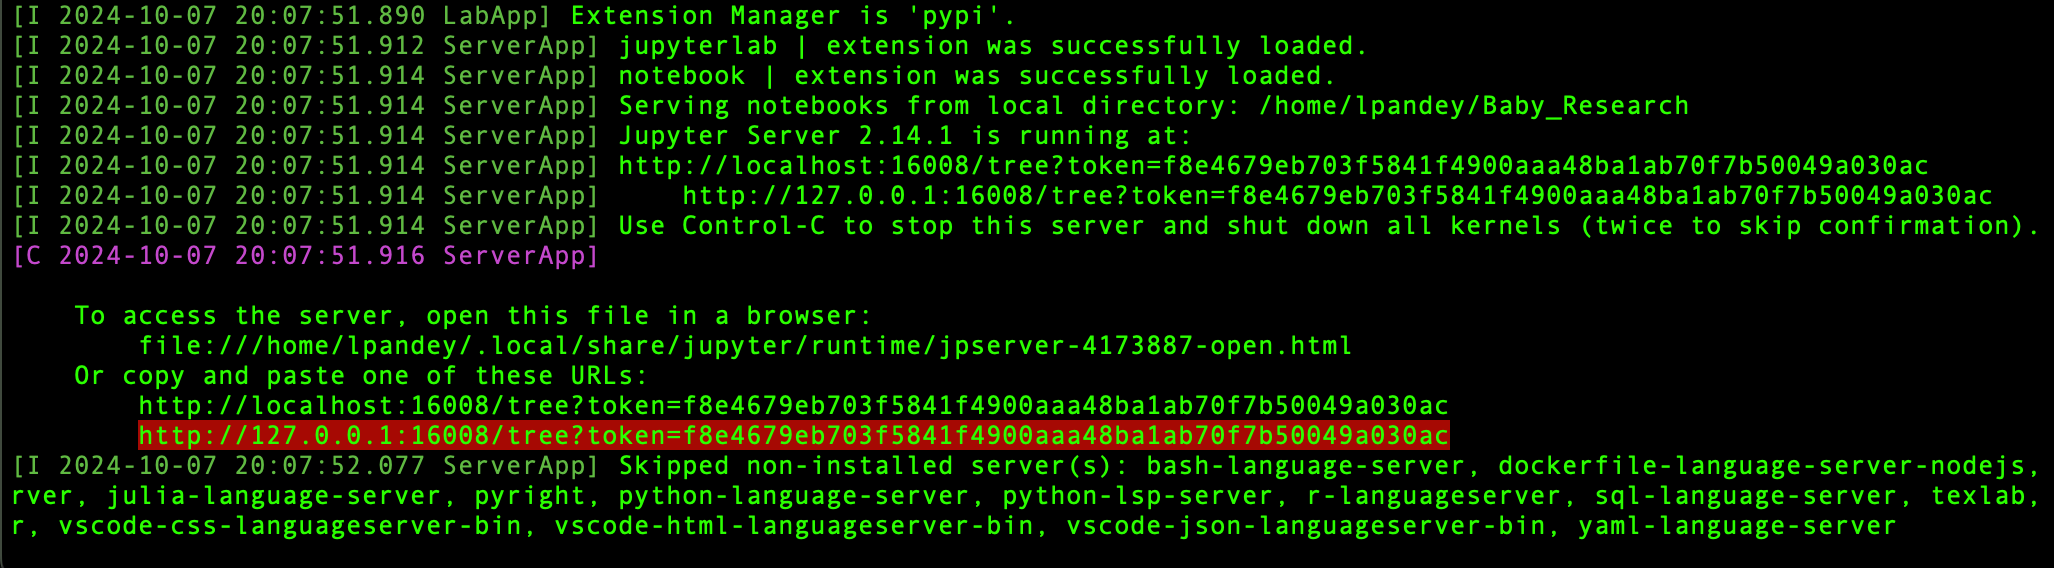 [I 2024-10-07 20:07:51.890 LabApp] Extension Manager is 'pypi'.
[I 2024-10-07 20:07:51.912 ServerApp] jupyterlab | extension was successfully loaded.
[I 2024-10-07 20:07:51.914 ServerApp] notebook | extension was successfully loaded.
[I 2024-10-07 20:07:51.914 ServerApp] Serving notebooks from local directory: /home/lpandey/Baby_Research
[I 2024-10-07 20:07:51.914 ServerApp] Jupyter Server 2.14.1 is running at:
[I 2024-10-07 20:07:51.914 ServerApp] http://localhost:16008/tree?token=f8e4679eb703f5841f4900aaa48ba1ab70f7b50049a030ac
[I 2024-10-07 20:07:51.914 ServerApp]     http://127.0.0.1:16008/tree?token=f8e4679eb703f5841f4900aaa48ba1ab70f7b50049a030ac
[I 2024-10-07 20:07:51.914 ServerApp] Use Control-C to stop this server and shut down all kernels (twice to skip confirmation).
[C 2024-10-07 20:07:51.916 ServerApp]
    To access the server, open this file in a browser:
        file:///home/lpandey/.local/share/jupyter/runtime/jpserver-4173887-open.html
    Or copy and paste one of these URLs:
        http://localhost:16008/tree?token=f8e4679eb703f5841f4900aaa48ba1ab70f7b50049a030ac
        http://127.0.0.1:16008/tree?token=f8e4679eb703f5841f4900aaa48ba1ab70f7b50049a030ac
[I 2024-10-07 20:07:52.077 ServerApp] Skipped non-installed server(s): bash-language-server, dockerfile-language-server-nodejs,
rver, julia-language-server, pyright, python-language-server, python-lsp-server, r-languageserver, sql-language-server, texlab,
r, vscode-css-languageserver-bin, vscode-html-languageserver-bin, vscode-json-languageserver-bin, yaml-language-server